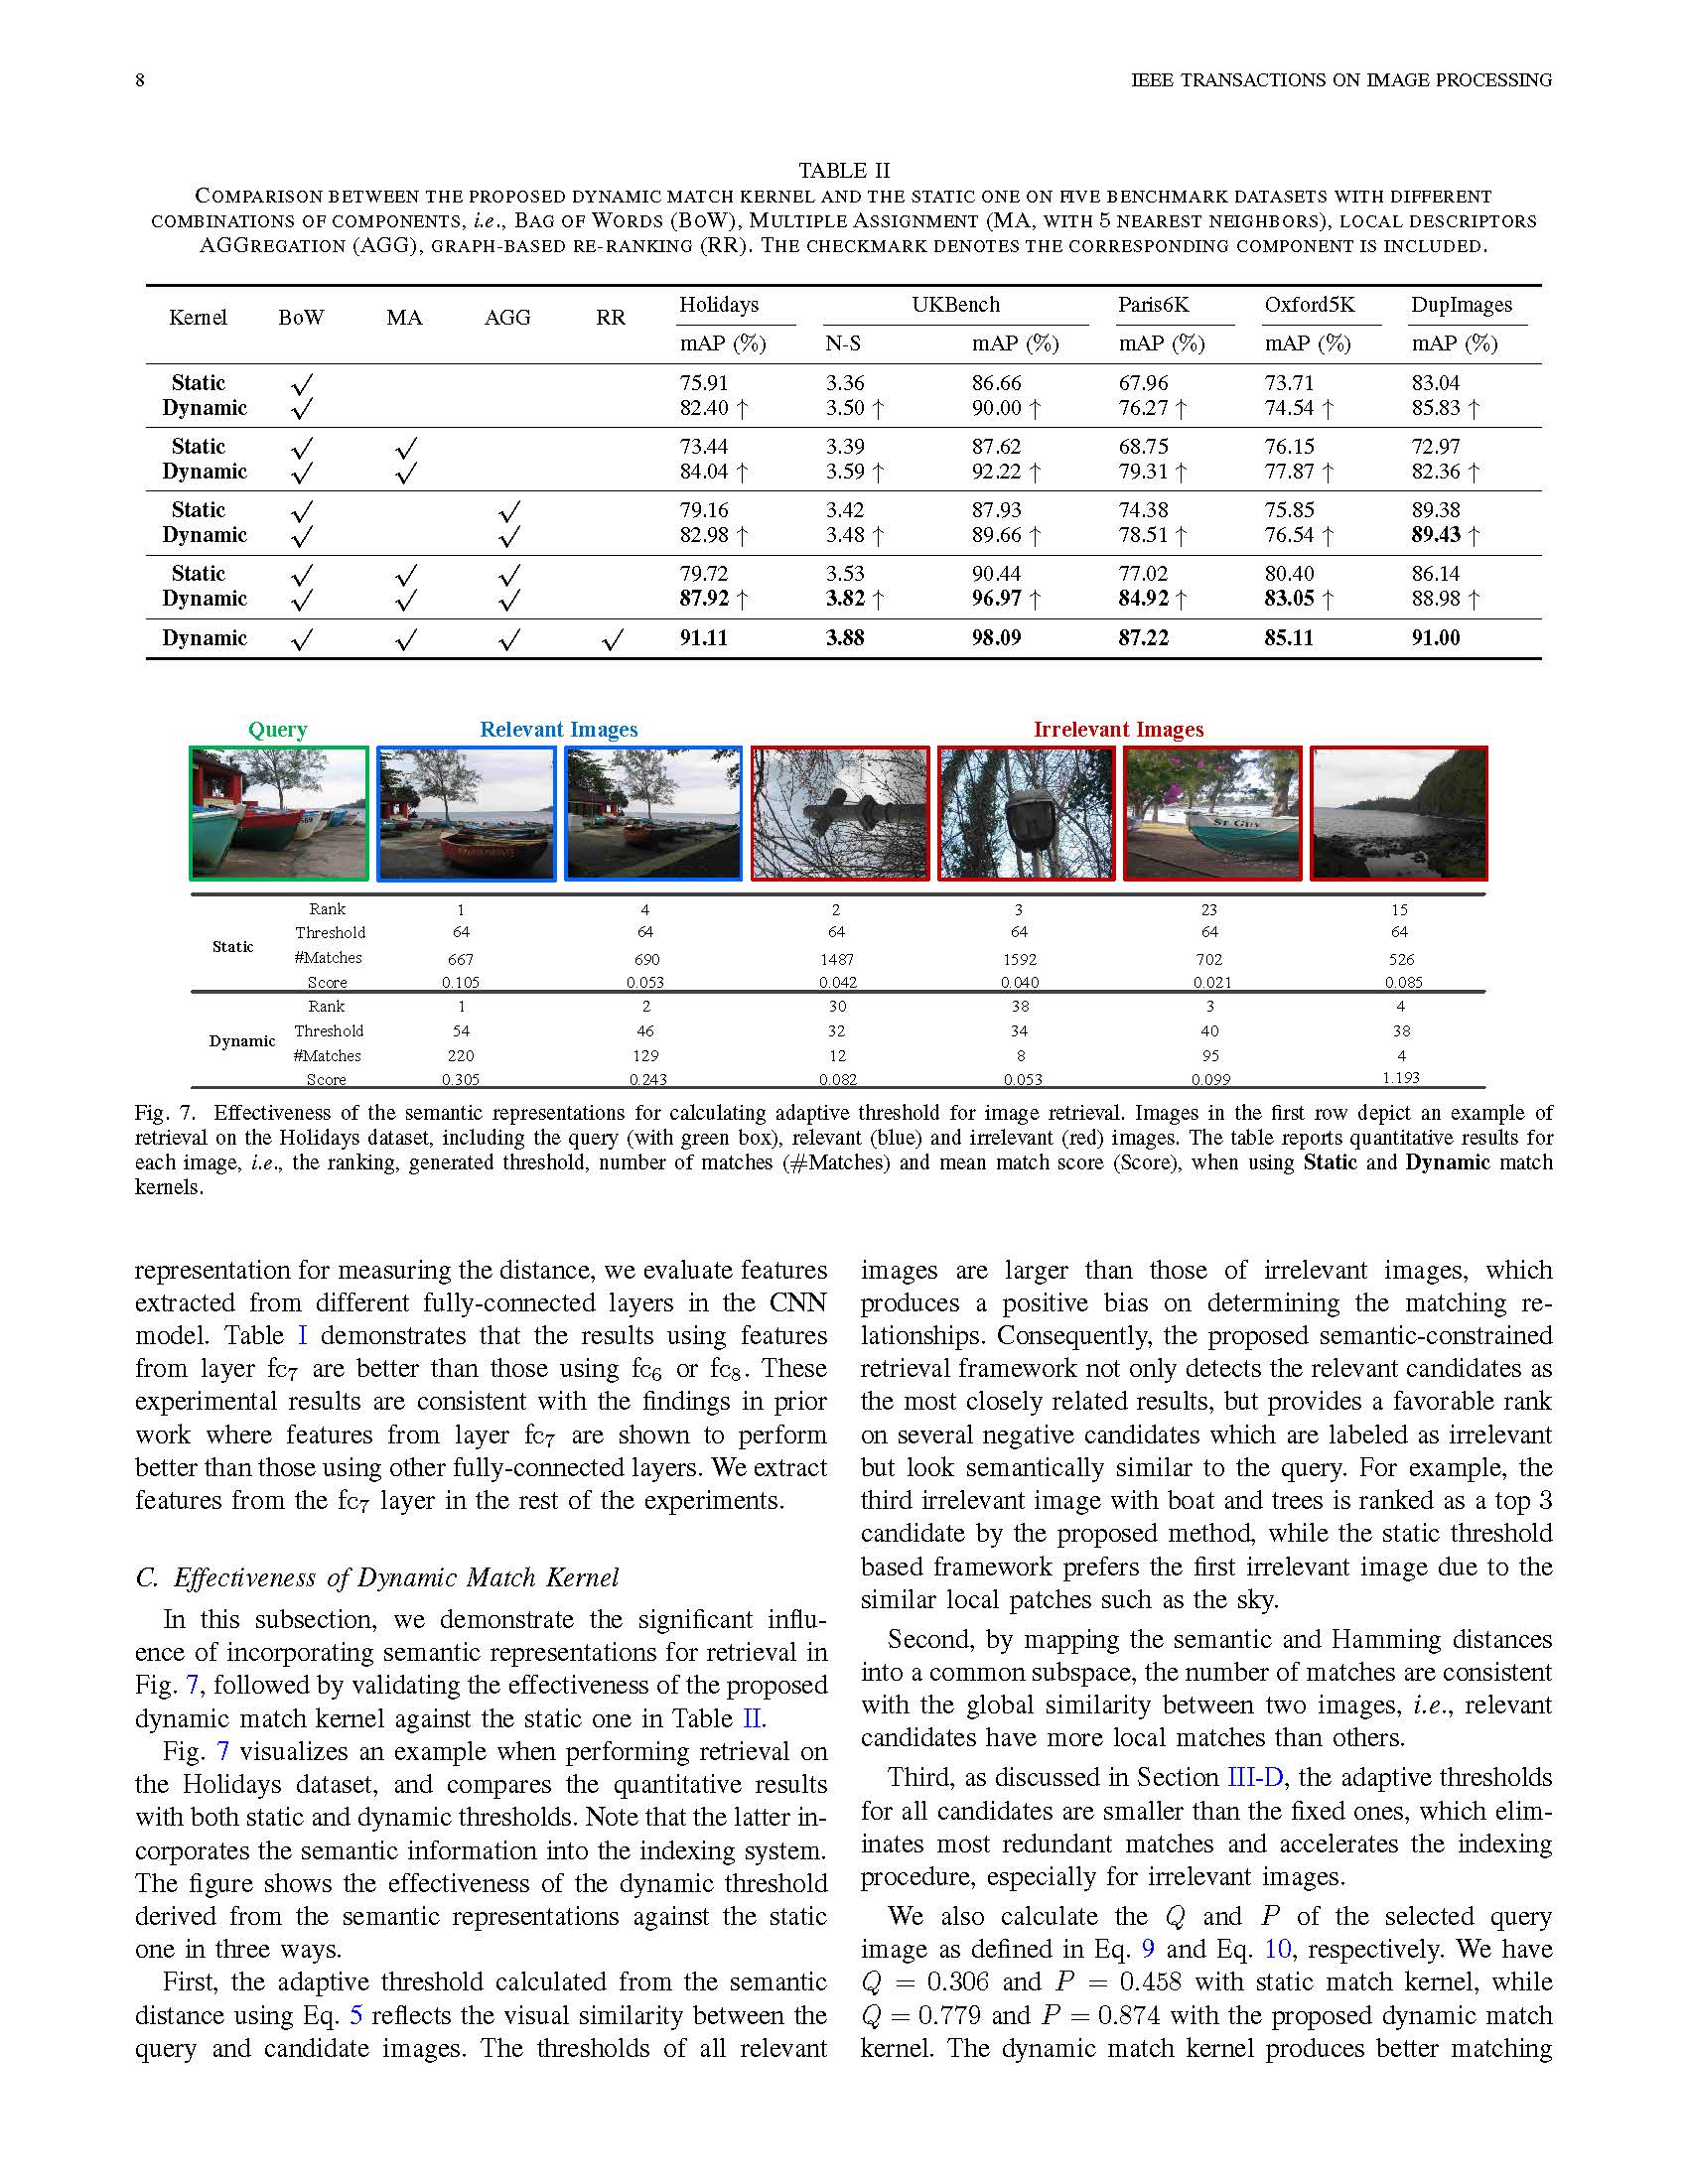 8
IEEE TRANSACTIONS ON IMAGE PROCESSING
TABLE II
COMPARISON BETWEEN THE PROPOSED DYNAMIC MATCH KERNEL AND THE STATIC ONE ON FIVE BENCHMARK DATASETS WITH DIFFERENT
COMBINATIONS OF COMPONENTS, i.e., BAG OF WORDS (BOW), MULTIPLE ASSIGNMENT (MA, WITH 5 NEAREST NEIGHBORS), LOCAL DESCRIPTORS
AGGREGATION (AGG), GRAPH-BASED RE-RANKING (RR). THE CHECKMARK DENOTES THE CORRESPONDING COMPONENT IS INCLUDED.
Kernel BoW MA AGG RR Holidays UKBench Paris6K Oxford5K DupImages
mAP (%) N-S mAP (%) mAP (%) mAP (%) mAP (%)
Static √ 75.91 3.36 86.66 67.96 73.71 83.04
Dynamic √ 82.40 ↑ 3.50 ↑ 90.00 ↑ 76.27 ↑ 74.54 ↑ 85.83 ↑
Static √ √ 73.44 3.39 87.62 68.75 76.15 72.97
Dynamic √ √ 84.04 ↑ 3.59 ↑ 92.22 ↑ 79.31 ↑ 77.87 ↑ 82.36 ↑
Static √ √ 79.16 3.42 87.93 74.38 75.85 89.38
Dynamic √ √ 82.98 ↑ 3.48 ↑ 89.66 ↑ 78.51 ↑ 76.54 ↑ 89.43 ↑
Static √ √ √ 79.72 3.53 90.44 77.02 80.40 86.14
Dynamic √ √ √ 87.92 ↑ 3.82 ↑ 96.97 ↑ 84.92 ↑ 83.05 ↑ 88.98 ↑
Dynamic √ √ √ √ 91.11 3.88 98.09 87.22 85.11 91.00
Query Relevant Images Irrelevant Images
ST GUY
Rank 1 4 2 3 23 15
Threshold 64 64 64 64 64 64
Static
#Matches 667 690 1487 1592 702 526
Score 0.105 0.053 0.042 0.040 0.021 0.085
Rank 1 2 30 38 3 4
Threshold 54 46 32 34 40 38
Dynamic
#Matches 220 129 12 8 95 4
Score 0.305 0.243 0.082 0.053 0.099 1.193
Fig. 7. Effectiveness of the semantic representations for calculating adaptive threshold for image retrieval. Images in the first row depict an example of
retrieval on the Holidays dataset, including the query (with green box), relevant (blue) and irrelevant (red) images. The table reports quantitative results for
each image, i.e., the ranking, generated threshold, number of matches (#Matches) and mean match score (Score), when using Static and Dynamic match
kernels.
representation for measuring the distance, we evaluate features
extracted from different fully-connected layers in the CNN
model. Table I demonstrates that the results using features
from layer fc7 are better than those using fc6 or fc8. These
experimental results are consistent with the findings in prior
work where features from layer fc7 are shown to perform
better than those using other fully-connected layers. We extract
features from the fc7 layer in the rest of the experiments.
C. Effectiveness of Dynamic Match Kernel
In this subsection, we demonstrate the significant influ-
ence of incorporating semantic representations for retrieval in
Fig. 7, followed by validating the effectiveness of the proposed
dynamic match kernel against the static one in Table II.
Fig. 7 visualizes an example when performing retrieval on
the Holidays dataset, and compares the quantitative results
with both static and dynamic thresholds. Note that the latter in-
corporates the semantic information into the indexing system.
The figure shows the effectiveness of the dynamic threshold
derived from the semantic representations against the static
one in three ways.
First, the adaptive threshold calculated from the semantic
distance using Eq. 5 reflects the visual similarity between the
query and candidate images. The thresholds of all relevant
images are larger than those of irrelevant images, which
produces a positive bias on determining the matching re-
lationships. Consequently, the proposed semantic-constrained
retrieval framework not only detects the relevant candidates as
the most closely related results, but provides a favorable rank
on several negative candidates which are labeled as irrelevant
but look semantically similar to the query. For example, the
third irrelevant image with boat and trees is ranked as a top 3
candidate by the proposed method, while the static threshold
based framework prefers the first irrelevant image due to the
similar local patches such as the sky.
Second, by mapping the semantic and Hamming distances
into a common subspace, the number of matches are consistent
with the global similarity between two images, i.e., relevant
candidates have more local matches than others.
Third, as discussed in Section III-D, the adaptive thresholds
for all candidates are smaller than the fixed ones, which elim-
inates most redundant matches and accelerates the indexing
procedure, especially for irrelevant images.
We also calculate the Q and P of the selected query
image as defined in Eq. 9 and Eq. 10, respectively. We have
Q = 0.306 and P = 0.458 with static match kernel, while
Q = 0.779 and P = 0.874 with the proposed dynamic match
kernel. The dynamic match kernel produces better matching